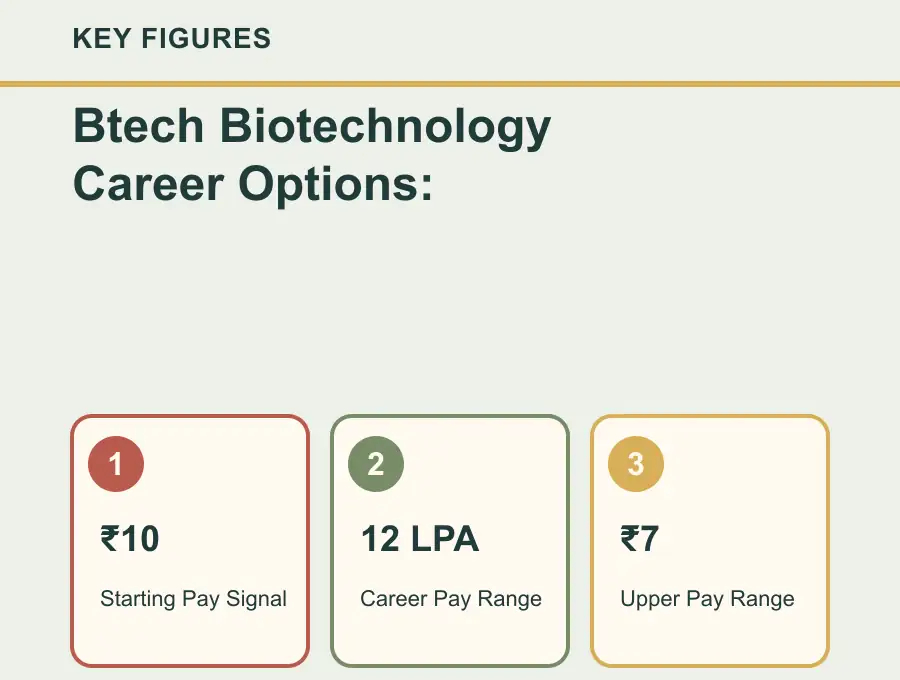 KEY FIGURES
Btech Biotechnology
Career Options:
1
₹10
Starting Pay Signal
2
12 LPA
Career Pay Range
3
₹7
Upper Pay Range